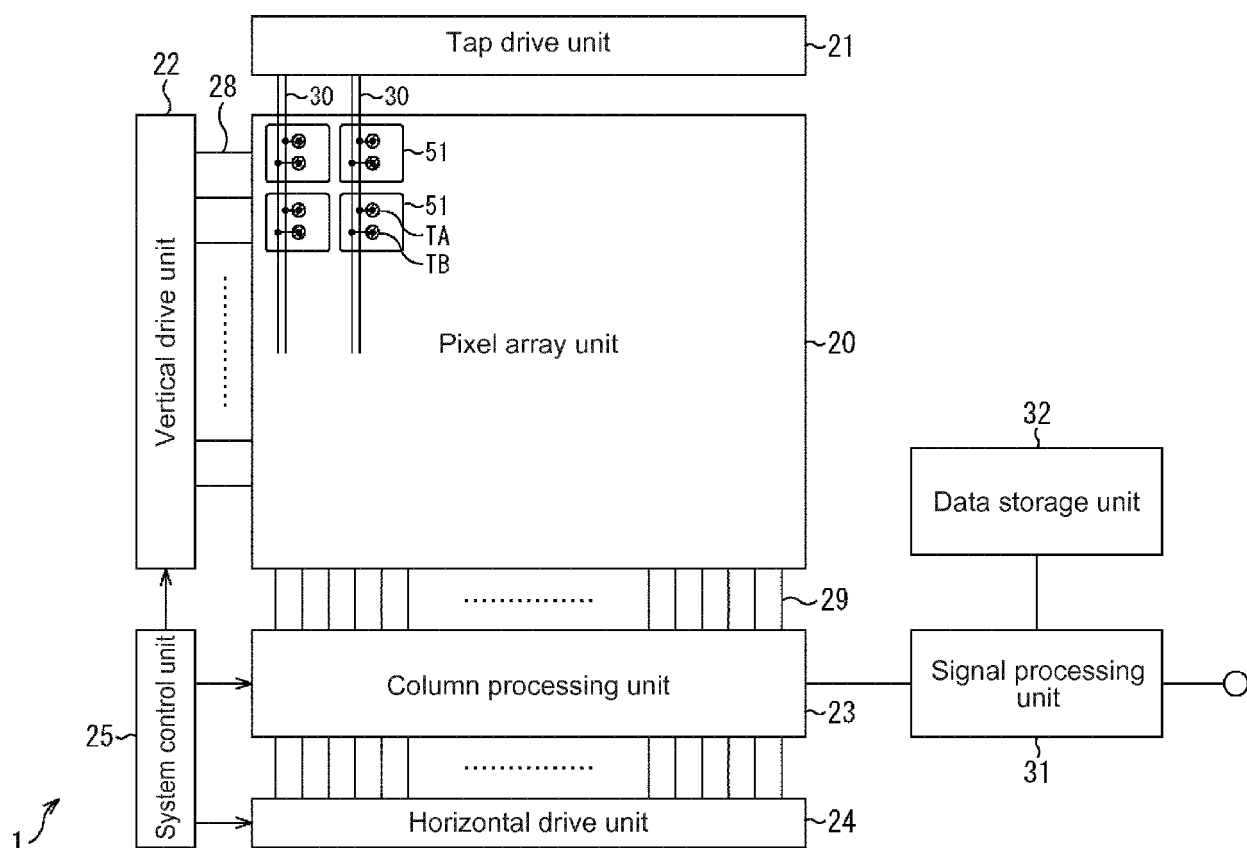 Tap drive unit
21
22
28
30
30
51
51
TA
TB
Vertical drive unit
Pixel array unit
20
32
Data storage unit
29
System control unit
25
Column processing unit
23
Signal processing
unit
31
Horizontal drive unit
24
1